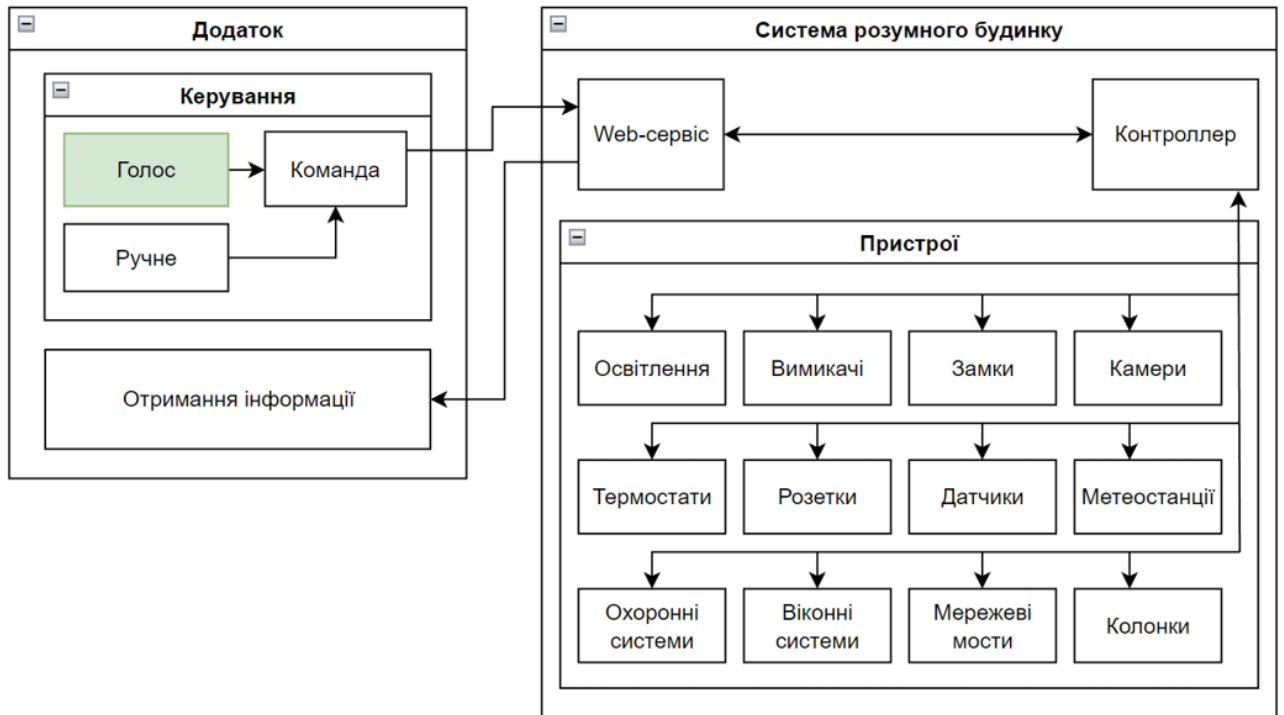 Додаток
Керування
Голос
Команда
Ручне
Отримання інформації
Система розумного будинку
Web-сервіс
Контроллер
Пристрої
Освітлення
Вимикачі
Замки
Камери
Термостати
Розетки
Датчики
Метеостанції
Охоронні
системи
Віконні
системи
Мережеві
мости
Колонки